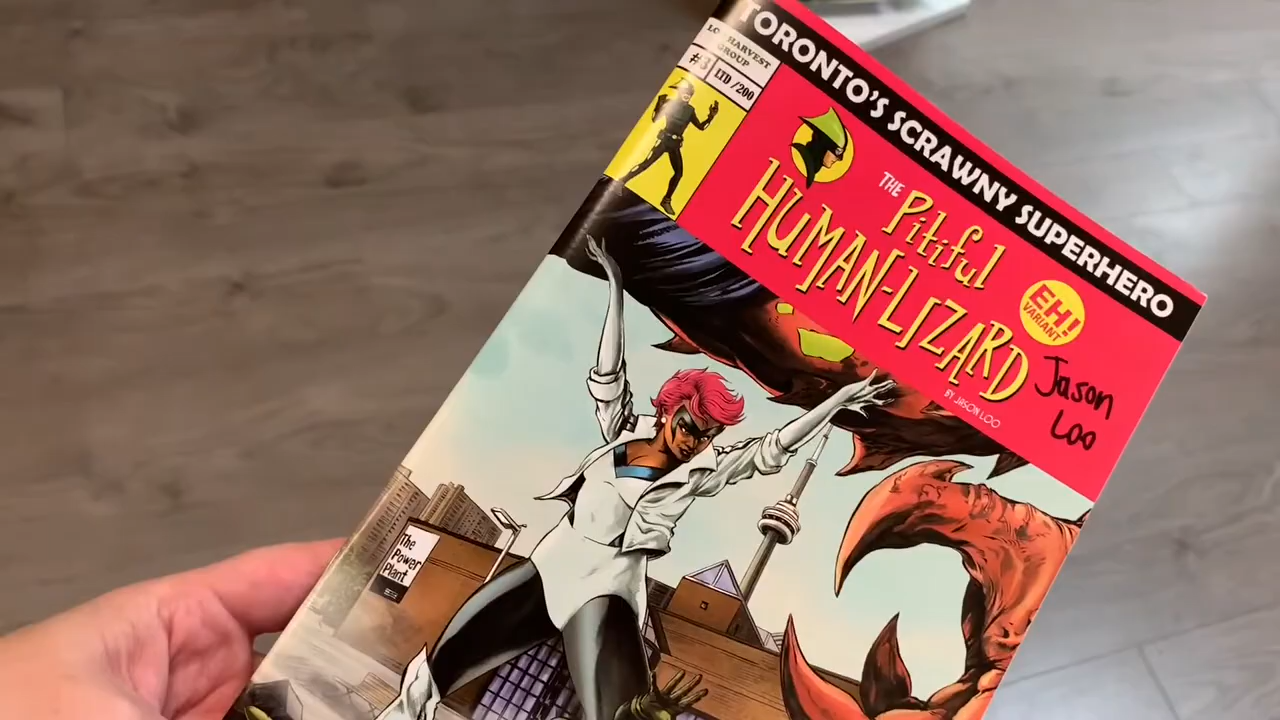 TORONTO'S SCRAWNY SUPERHERO
HARVEST
GROUP
#3
LTD /200
THE
Pitiful
HUMAN-LIZARD
EH!
VARIANT
BY JASON LOO
Jason
Loo
The
Power
Plant